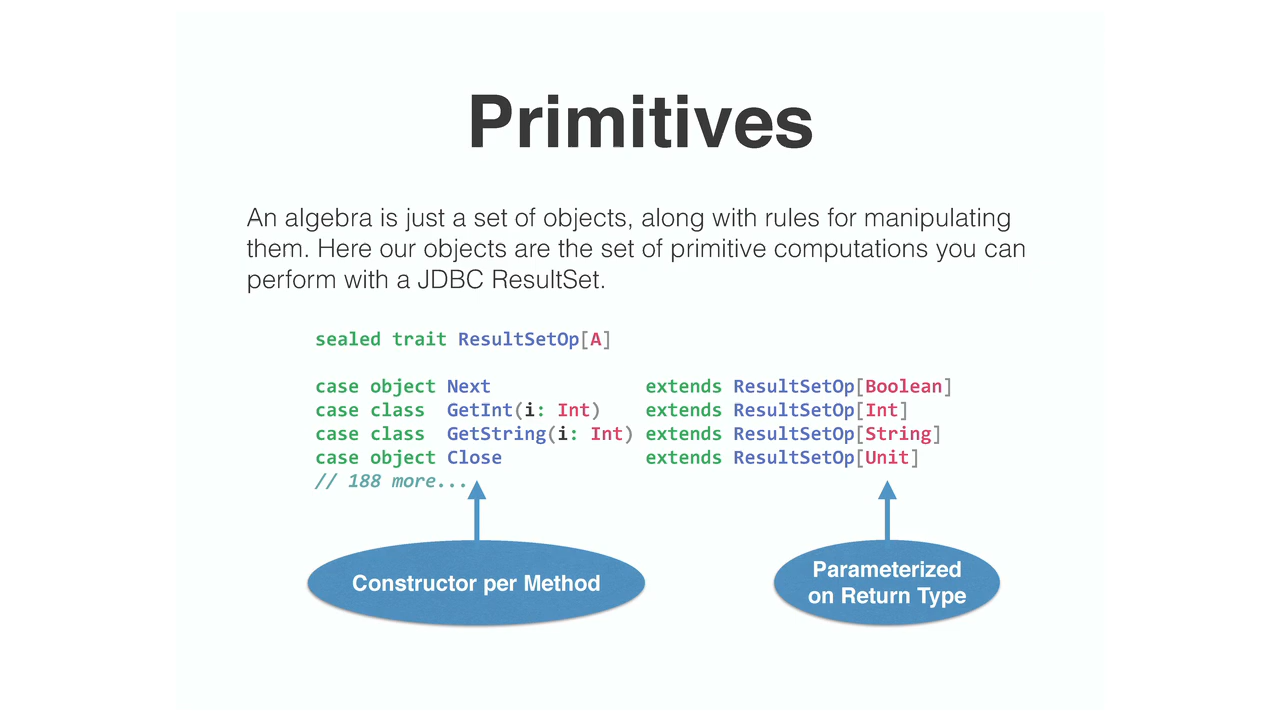 Primitives
An algebra is just a set of objects, along with rules for manipulating
them. Here our objects are the set of primitive computations you can
perform with a JDBC ResultSet.
sealed trait ResultSetOp[A]
case object Next              extends ResultSetOp[Boolean]
case class  GetInt(i: Int)    extends ResultSetOp[Int]
case class  GetString(i: Int) extends ResultSetOp[String]
case object Close             extends ResultSetOp[Unit]
// 188 more...
Constructor per Method
Parameterized
on Return Type